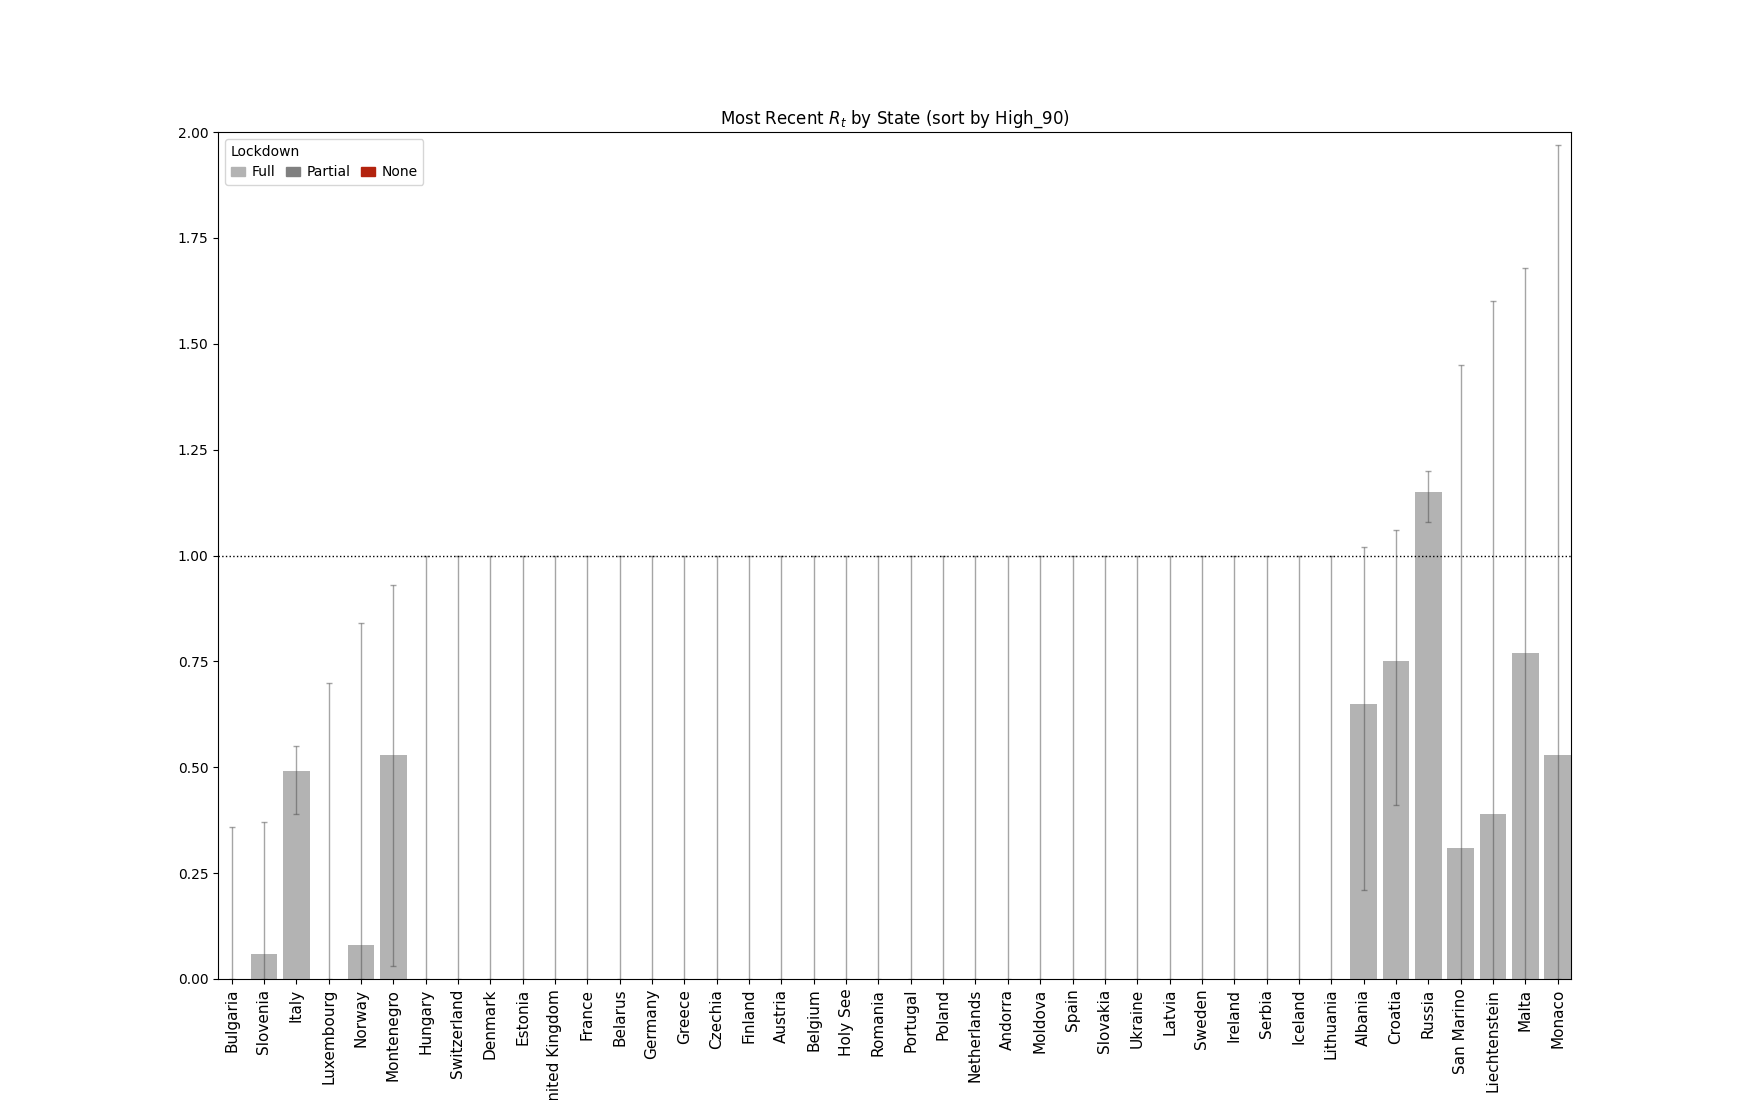 Most Recent R_t by State (sort by High_90)
Lockdown
Full Partial None
2.00
1.75
1.50
1.25
1.00
0.75
0.50
0.25
0.00
Bulgaria
Slovenia
Italy
Luxembourg
Norway
Montenegro
Hungary
Switzerland
Denmark
Estonia
nited Kingdom
France
Belarus
Germany
Greece
Czechia
Finland
Austria
Belgium
Holy See
Romania
Portugal
Poland
Netherlands
Andorra
Moldova
Spain
Slovakia
Ukraine
Latvia
Sweden
Ireland
Serbia
Iceland
Lithuania
Albania
Croatia
Russia
San Marino
Liechtenstein
Malta
Monaco